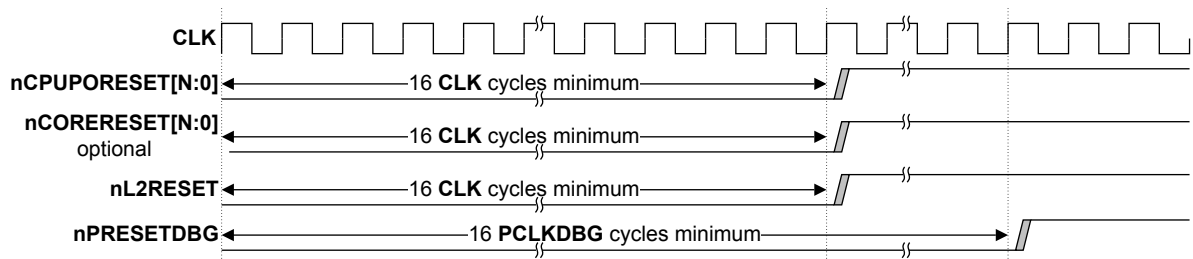 CLK
nCPUPORESET[N:0] 16 CLK cycles minimum
nCORERESET[N:0] 16 CLK cycles minimum
optional
nL2RESET 16 CLK cycles minimum
nPRESETDBG 16 PCLKDBG cycles minimum